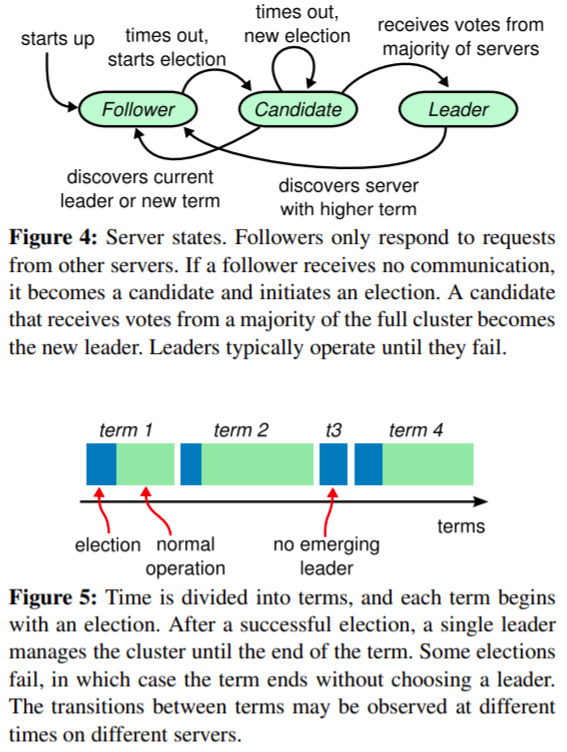 starts up
times out,
starts election
times out,
new election
receives votes from
majority of servers
Follower
Candidate
Leader
discovers current
leader or new term
discovers server
with higher term
Figure 4: Server states. Followers only respond to requests
from other servers. If a follower receives no communication,
it becomes a candidate and initiates an election. A candidate
that receives votes from a majority of the full cluster becomes
the new leader. Leaders typically operate until they fail.
term 1
term 2
t3
term 4
terms
election
normal
operation
no emerging
leader
Figure 5: Time is divided into terms, and each term begins
with an election. After a successful election, a single leader
manages the cluster until the end of the term. Some elections
fail, in which case the term ends without choosing a leader.
The transitions between terms may be observed at different
times on different servers.